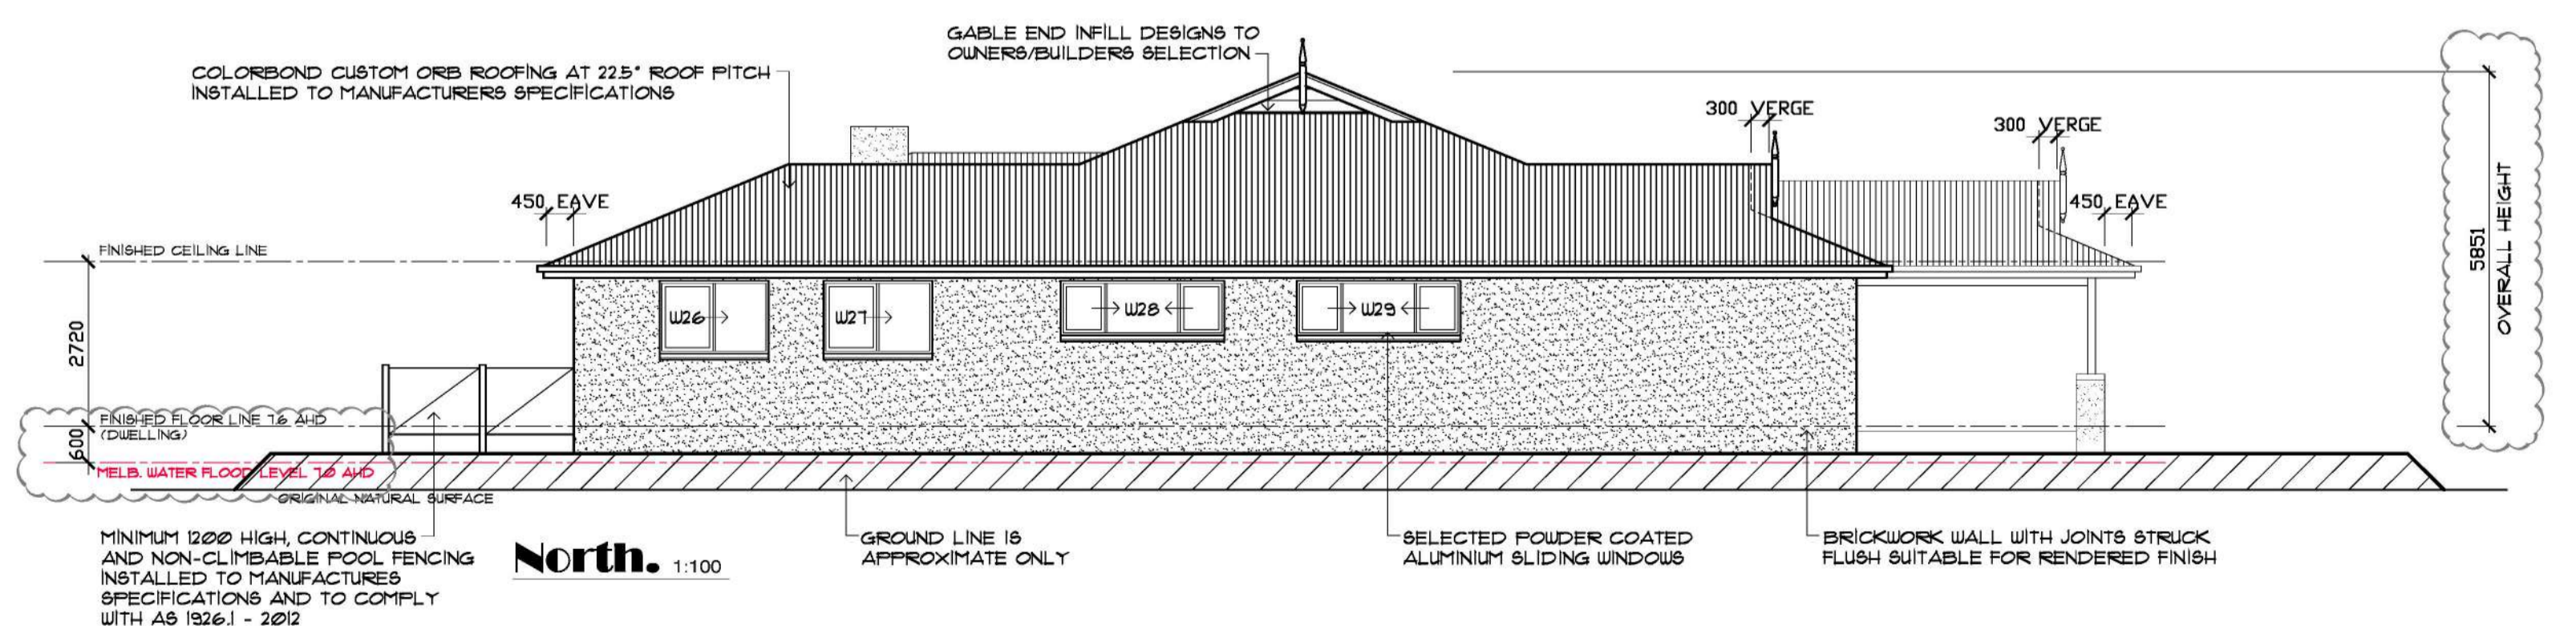 GABLE END INFILL DESIGNS TO
OWNERS/BUILDERS SELECTION
COLORBOND CUSTOM ORB ROOFING AT 22.5° ROOF PITCH
INSTALLED TO MANUFACTURERS SPECIFICATIONS
300 VERGE
300 VERGE
450 EAVE
450 EAVE
FINISHED CEILING LINE
5851
OVERALL HEIGHT
2720
W26
W27
W28
W29
FINISHED FLOOR LINE 7.6 AHD
(DWELLING)
600
MELB. WATER FLOOD LEVEL 7.0 AHD
ORIGINAL NATURAL SURFACE
MINIMUM 1200 HIGH, CONTINUOUS
AND NON-CLIMBABLE POOL FENCING
INSTALLED TO MANUFACTURES
SPECIFICATIONS AND TO COMPLY
WITH AS 1926.1 - 2012
North. 1:100
GROUND LINE IS
APPROXIMATE ONLY
SELECTED POWDER COATED
ALUMINIUM SLIDING WINDOWS
BRICKWORK WALL WITH JOINTS STRUCK
FLUSH SUITABLE FOR RENDERED FINISH